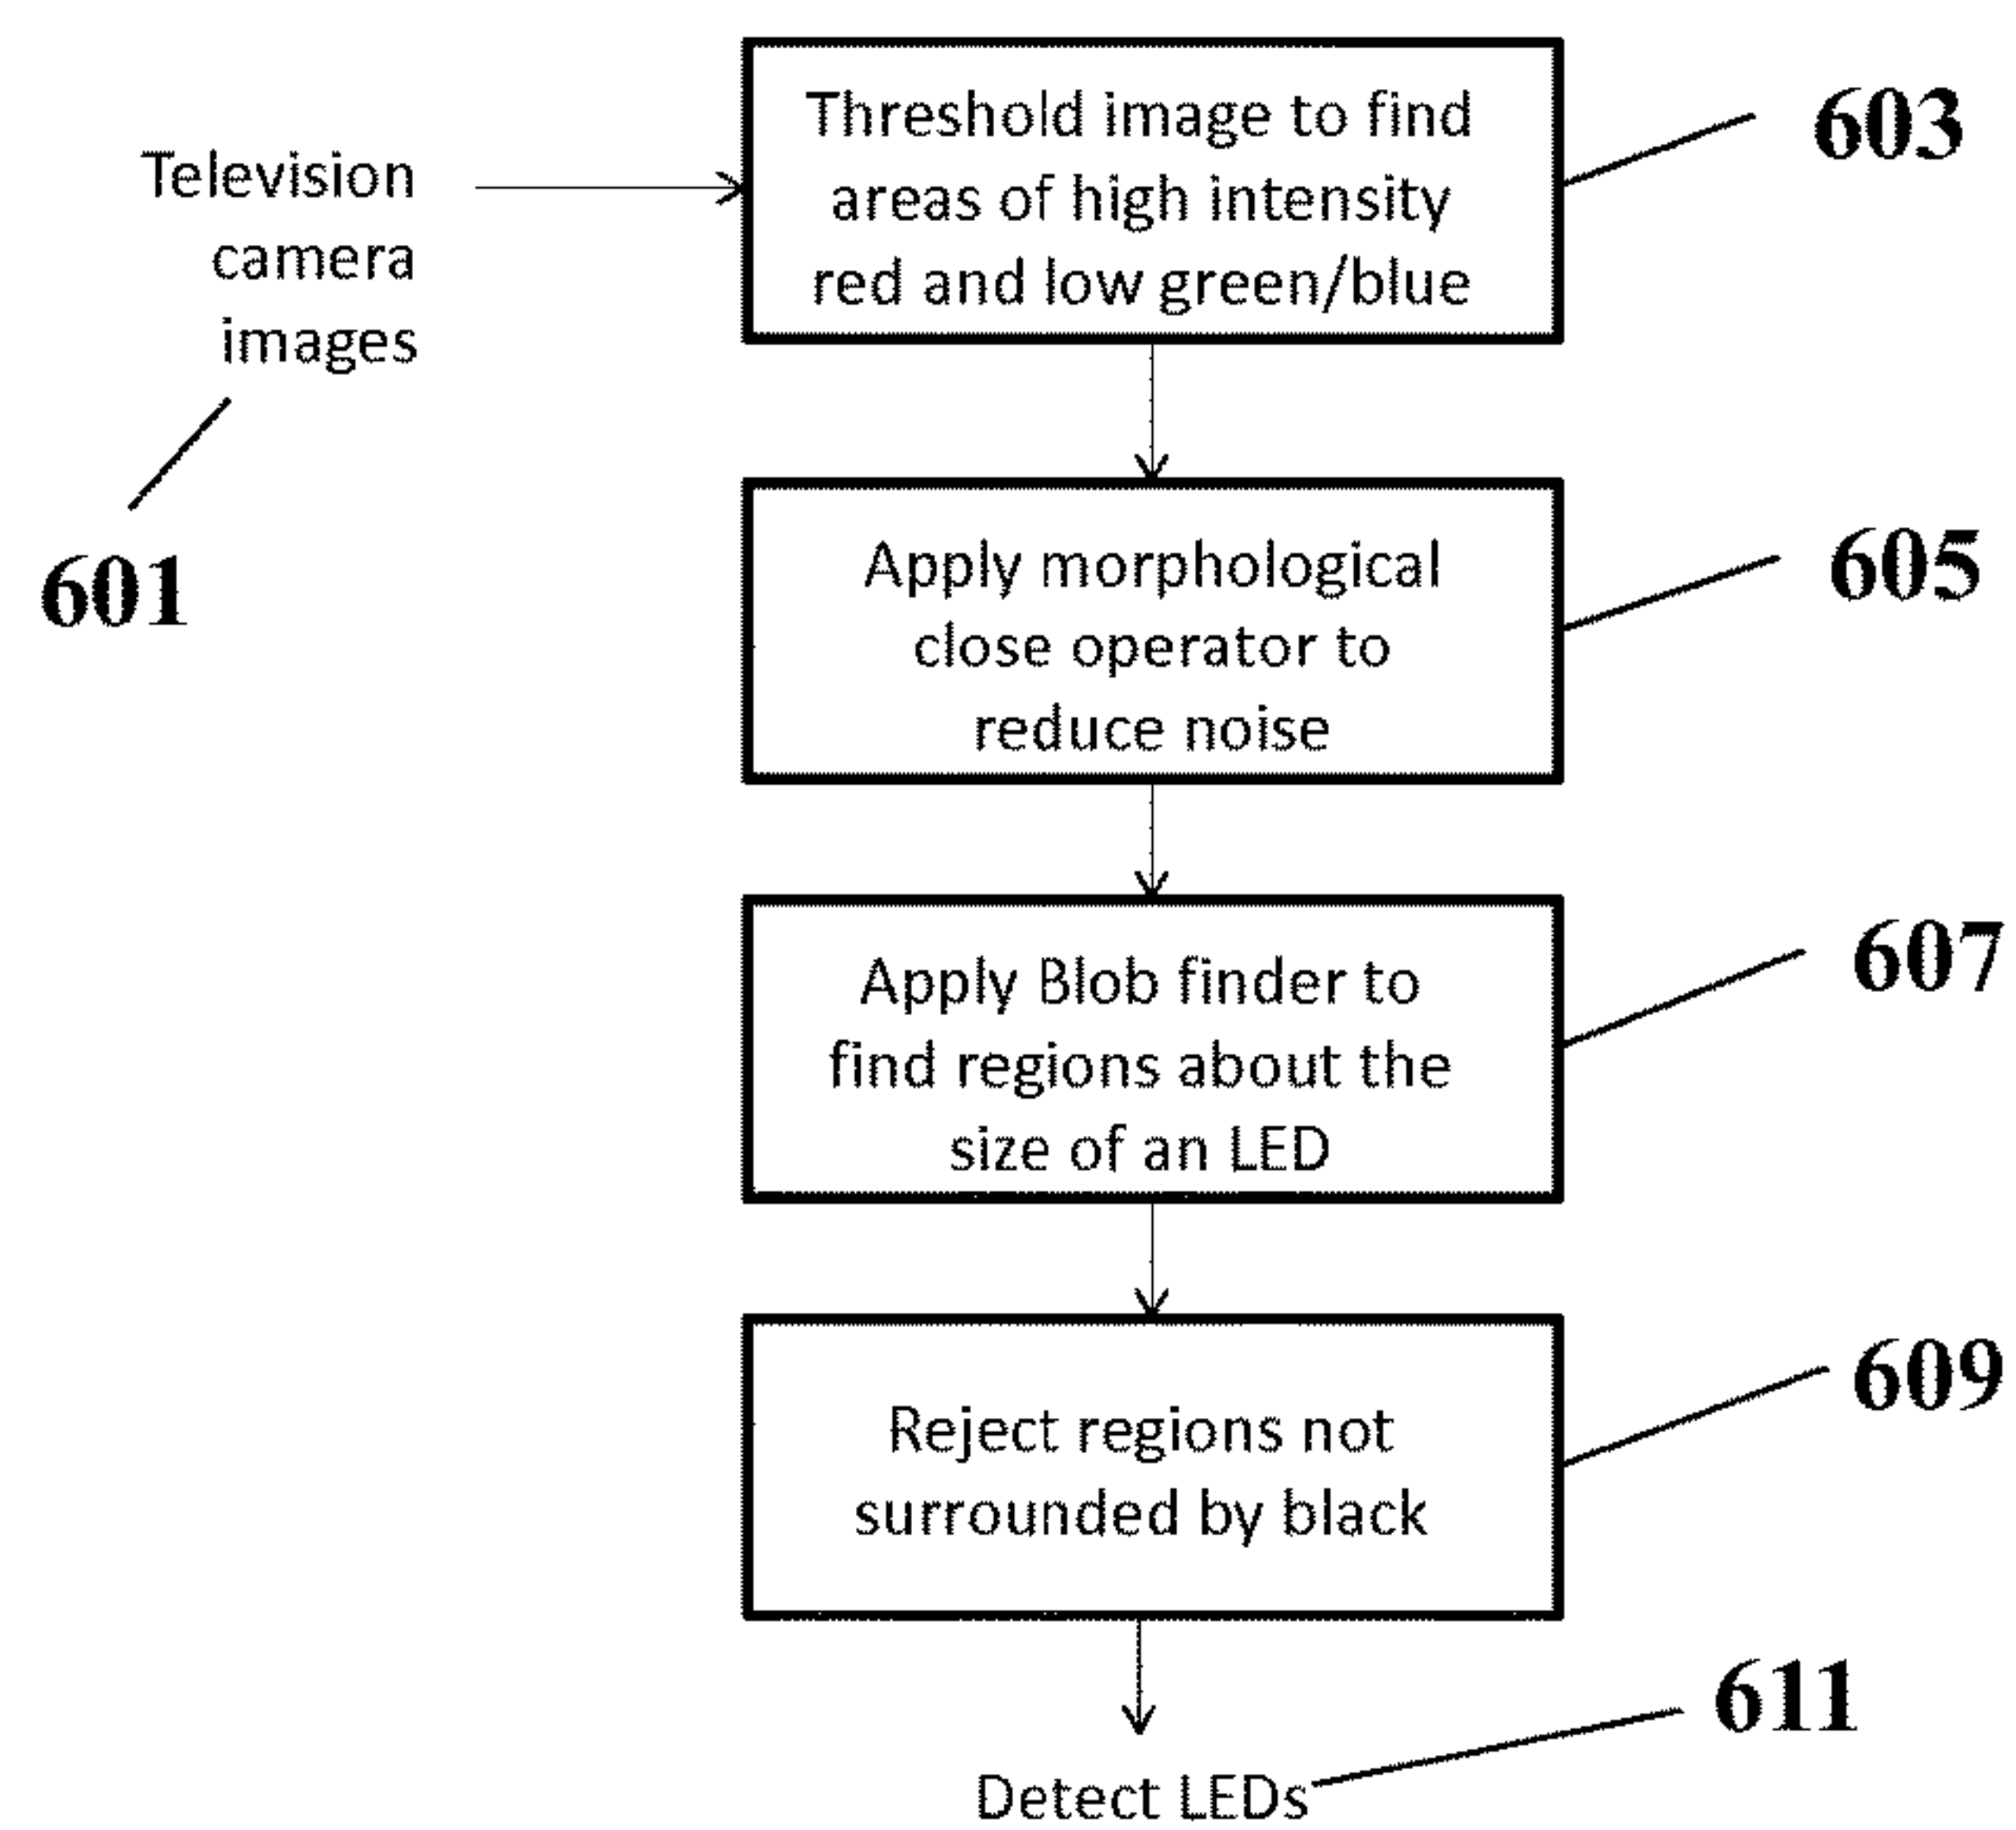 Threshold image to find
areas of high intensity
red and low green/blue
603
Television
camera
images
601
Apply morphological
close operator to
reduce noise
605
Apply Blob finder to
find regions about the
size of an LED
607
Reject regions not
surrounded by black
609
Detect LEDs
611